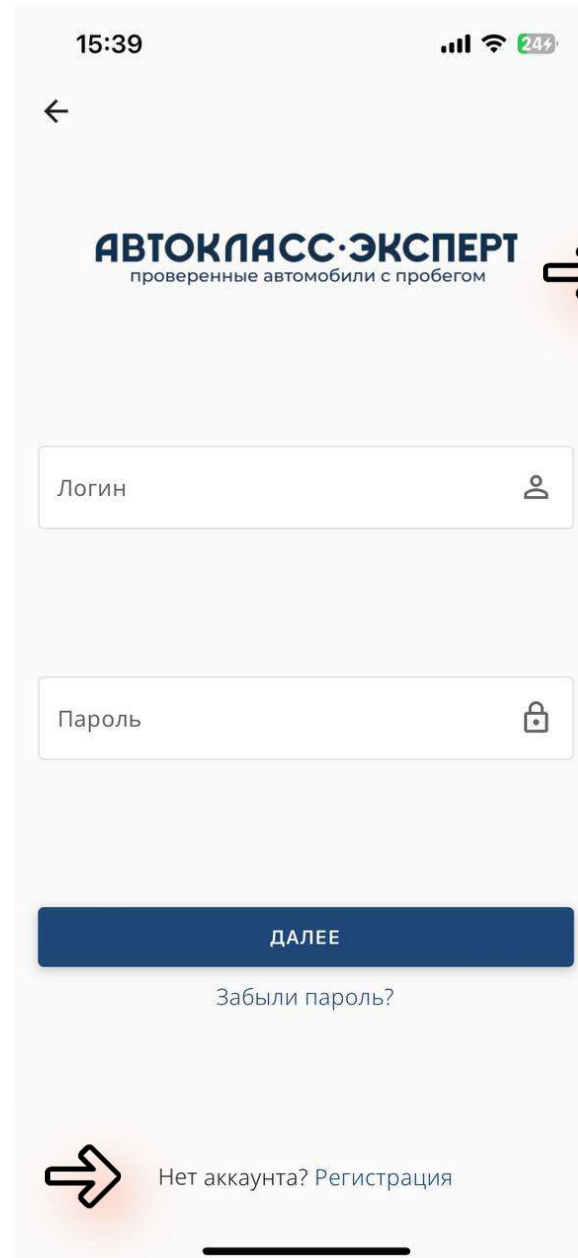 15:39
24
АВТОКЛАСС·ЭКСПЕРТ
проверенные автомобили с пробегом
Логин
Пароль
ДАЛЕЕ
Забыли пароль?
Нет аккаунта? Регистрация